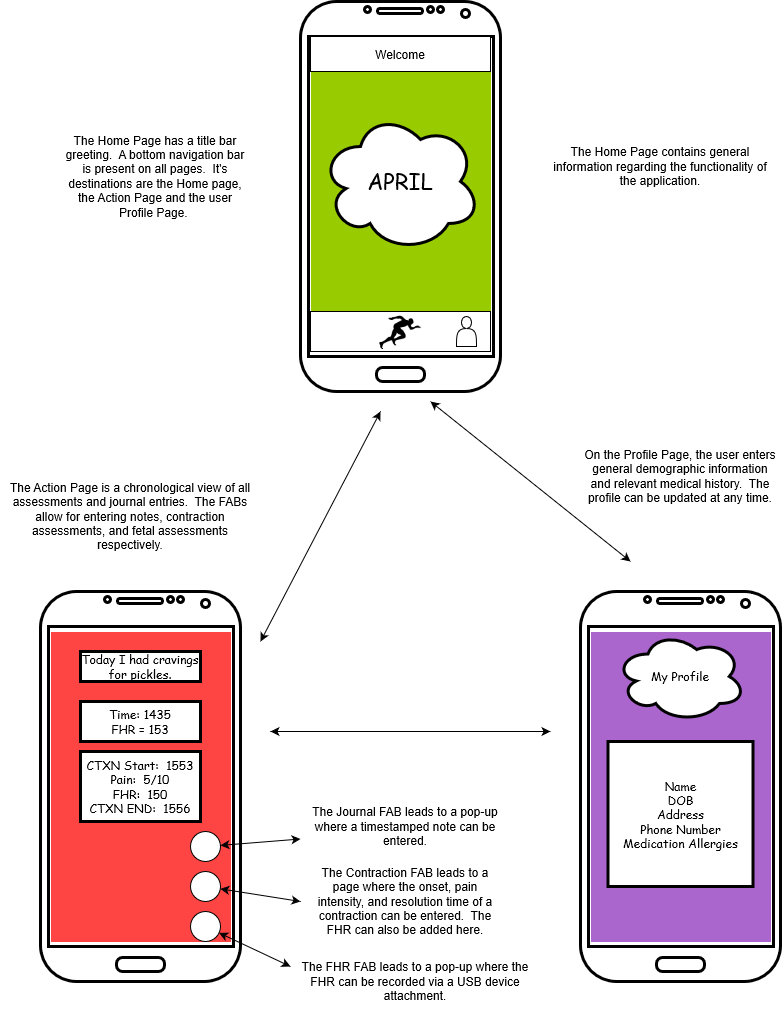 Welcome
The Home Page has a title bar
greeting.  A bottom navigation bar
is present on all pages.  It's
destinations are the Home page,
the Action Page and the user
Profile Page.
APRIL
The Home Page contains general
information regarding the functionality of
the application.
On the Profile Page, the user enters
general demographic information
and relevant medical history.  The
profile can be updated at any time.
The Action Page is a chronological view of all
assessments and journal entries.  The FABs
allow for entering notes, contraction
assessments, and fetal assessments
respectively.
Today I had cravings
for pickles.
Time: 1435
FHR = 153
CTXN Start:  1553
Pain:  5/10
FHR:  150
CTXN END:  1556
My Profile
Name
DOB
Address
Phone Number
Medication Allergies
The Journal FAB leads to a pop-up
where a timestamped note can be
entered.
The Contraction FAB leads to a
page where the onset, pain
intensity, and resolution time of a
contraction can be entered.  The
FHR can also be added here.
The FHR FAB leads to a pop-up where the
FHR can be recorded via a USB device
attachment.